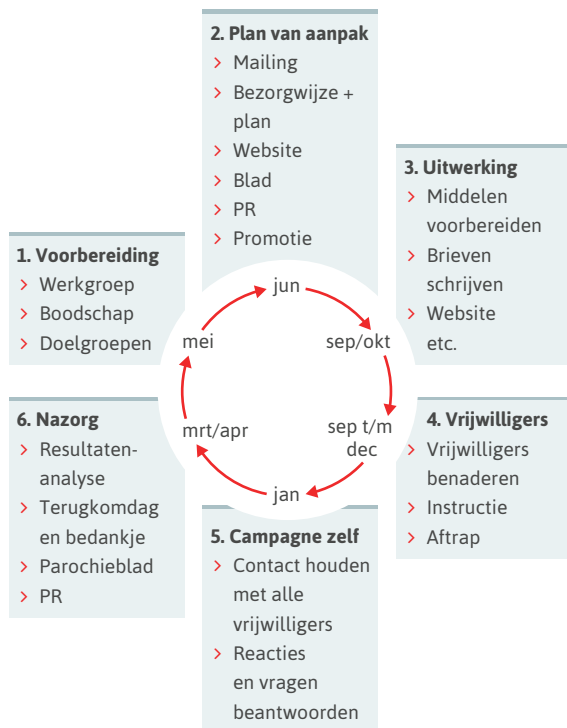 1. Voorbereiding
> Werkgroep
> Boodschap
> Doelgroepen
2. Plan van aanpak
> Mailing
> Bezorgwijze +
plan
> Website
> Blad
> PR
> Promotie
3. Uitwerking
> Middelen
voorbereiden
> Brieven
schrijven
> Website
etc.
4. Vrijwilligers
> Vrijwilligers
benaderen
> Instructie
> Aftrap
5. Campagne zelf
> Contact houden
met alle
vrijwilligers
> Reacties
en vragen
beantwoorden
6. Nazorg
> Resultaten-
analyse
> Terugkomdag
en bedankje
> Parochieblad
> PR
mei
jun
sep/okt
sep t/m
dec
jan
mrt/apr